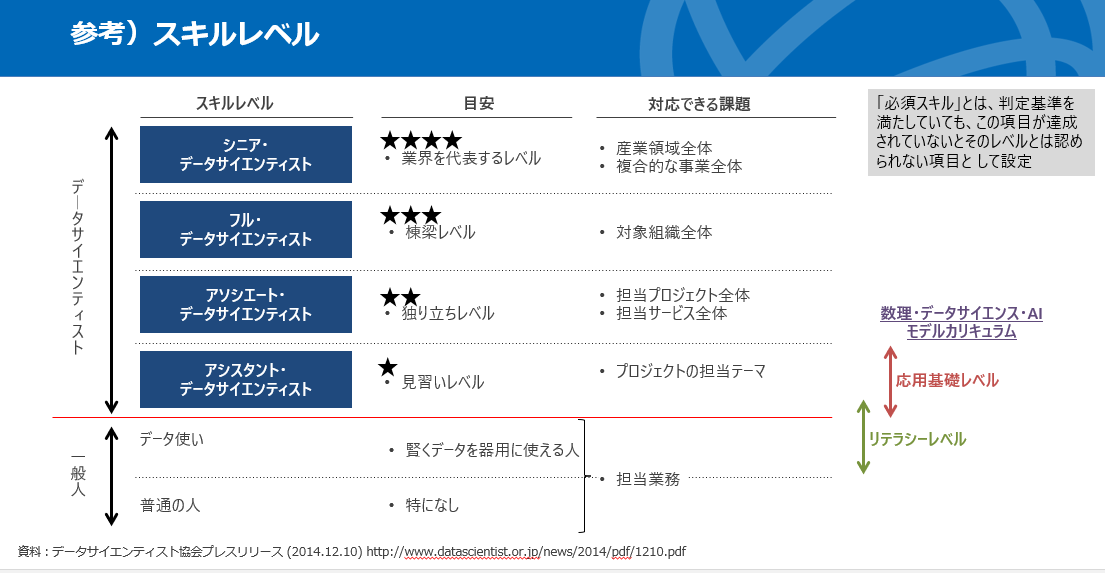 参考）スキルレベル
スキルレベル
目安
対応できる課題
「必須スキル」とは、判定基準を
満たしていても、この項目が達成
されていないとそのレベルとは認め
られない項目として設定
データサイエンティスト
シニア・
データサイエンティスト
★★★★
• 業界を代表するレベル
• 産業領域全体
• 複合的な事業全体
フル・
データサイエンティスト
★★★
• 棟梁レベル
• 対象組織全体
アソシエート・
データサイエンティスト
★★
• 独り立ちレベル
• 担当プロジェクト全体
• 担当サービス全体
アシスタント・
データサイエンティスト
★
• 見習いレベル
• プロジェクトの担当テーマ
数理・データサイエンス・AI
モデルカリキュラム
応用基礎レベル
リテラシーレベル
一般人
データ使い
• 賢くデータを器用に使える人
• 担当業務
普通の人
• 特になし
資料：データサイエンティスト協会プレスリリース (2014.12.10) http://www.datascientist.or.jp/news/2014/pdf/1210.pdf